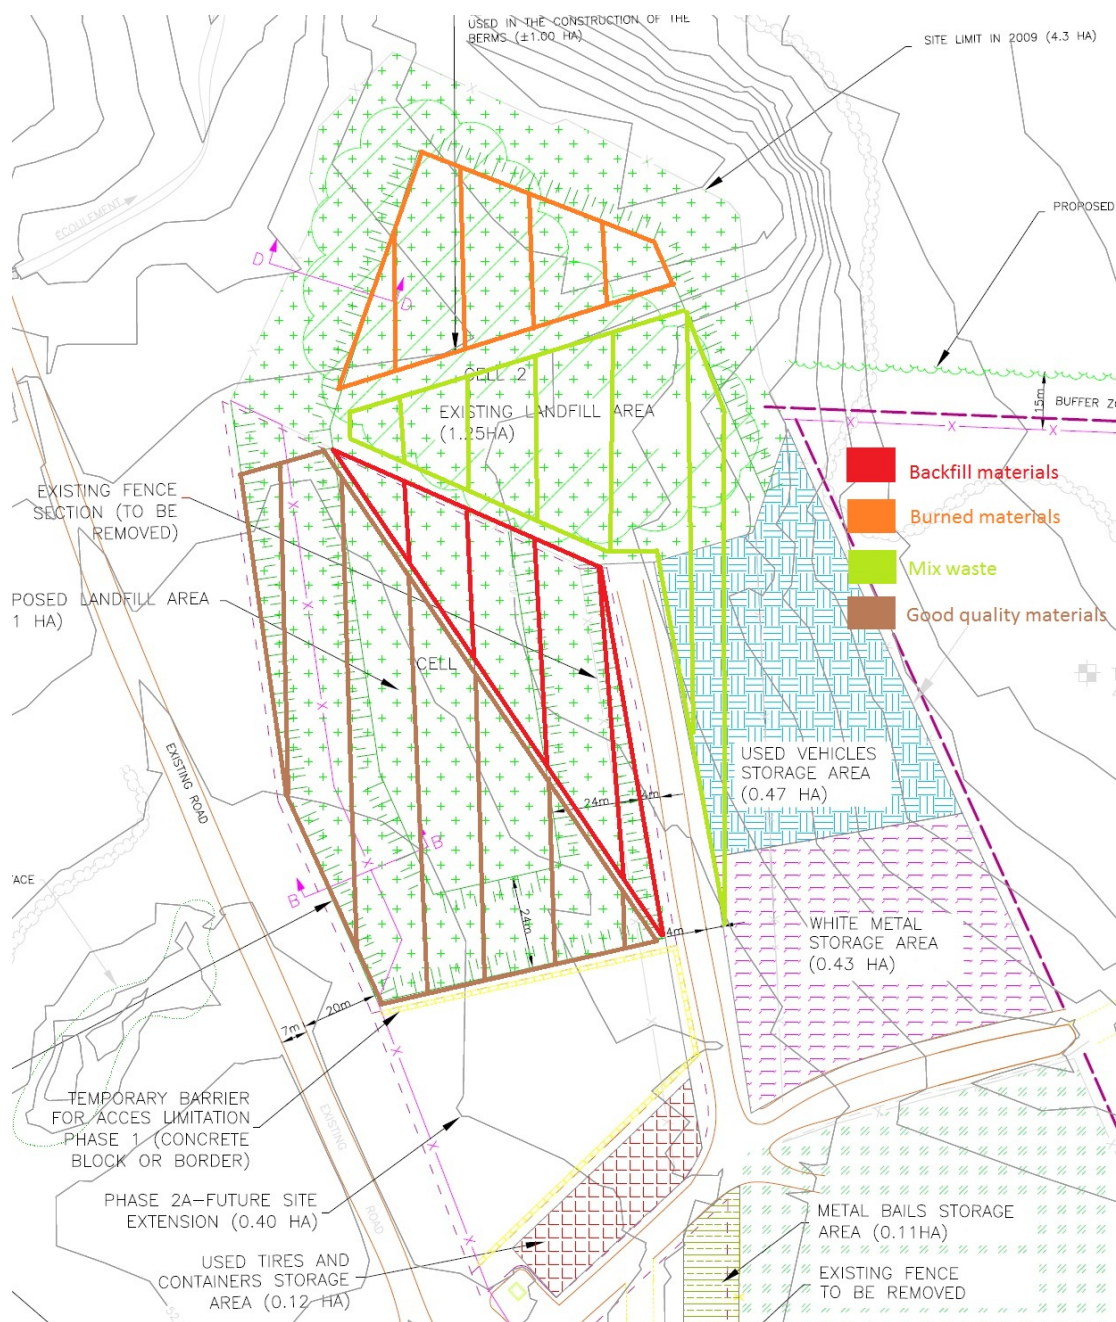 USED IN THE CONSTRUCTION OF THE
BERMS (±1.00 HA)
SITE LIMIT IN 2009 (4.3 HA)
ÉCOULEMENT
PROPOSED
D
D
CELL 2
EXISTING LANDFILL AREA
(1.25HA)
15m
BUFFER
EXISTING FENCE
SECTION (TO BE
REMOVED)
Backfill materials
Burned materials
Mix waste
Good quality materials
POSED LANDFILL AREA
1 HA)
CELL
EXISTING ROAD
USED VEHICLES
STORAGE AREA
(0.47 HA)
24m
4m
B
B
ACE
24m
4m
WHITE METAL
STORAGE AREA
(0.43 HA)
20m
7m
TEMPORARY BARRIER
FOR ACCES LIMITATION
PHASE 1 (CONCRETE
BLOCK OR BORDER)
EXISTING
ROAD
PHASE 2A-FUTURE SITE
EXTENSION (0.40 HA)
METAL BAILS STORAGE
AREA (0.11HA)
USED TIRES AND
CONTAINERS STORAGE
AREA (0.12 HA)
EXISTING FENCE
TO BE REMOVED
52